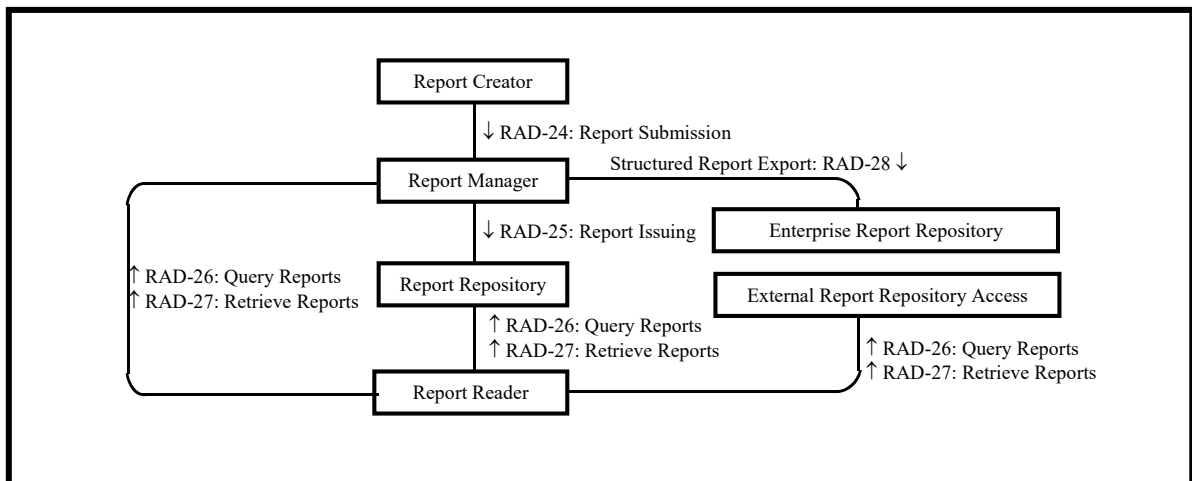 Report Creator
↓ RAD-24: Report Submission
Structured Report Export: RAD-28 ↓
Report Manager
Enterprise Report Repository
↓ RAD-25: Report Issuing
↑ RAD-26: Query Reports
↑ RAD-27: Retrieve Reports
Report Repository
External Report Repository Access
↑ RAD-26: Query Reports
↑ RAD-27: Retrieve Reports
↑ RAD-26: Query Reports
↑ RAD-27: Retrieve Reports
Report Reader